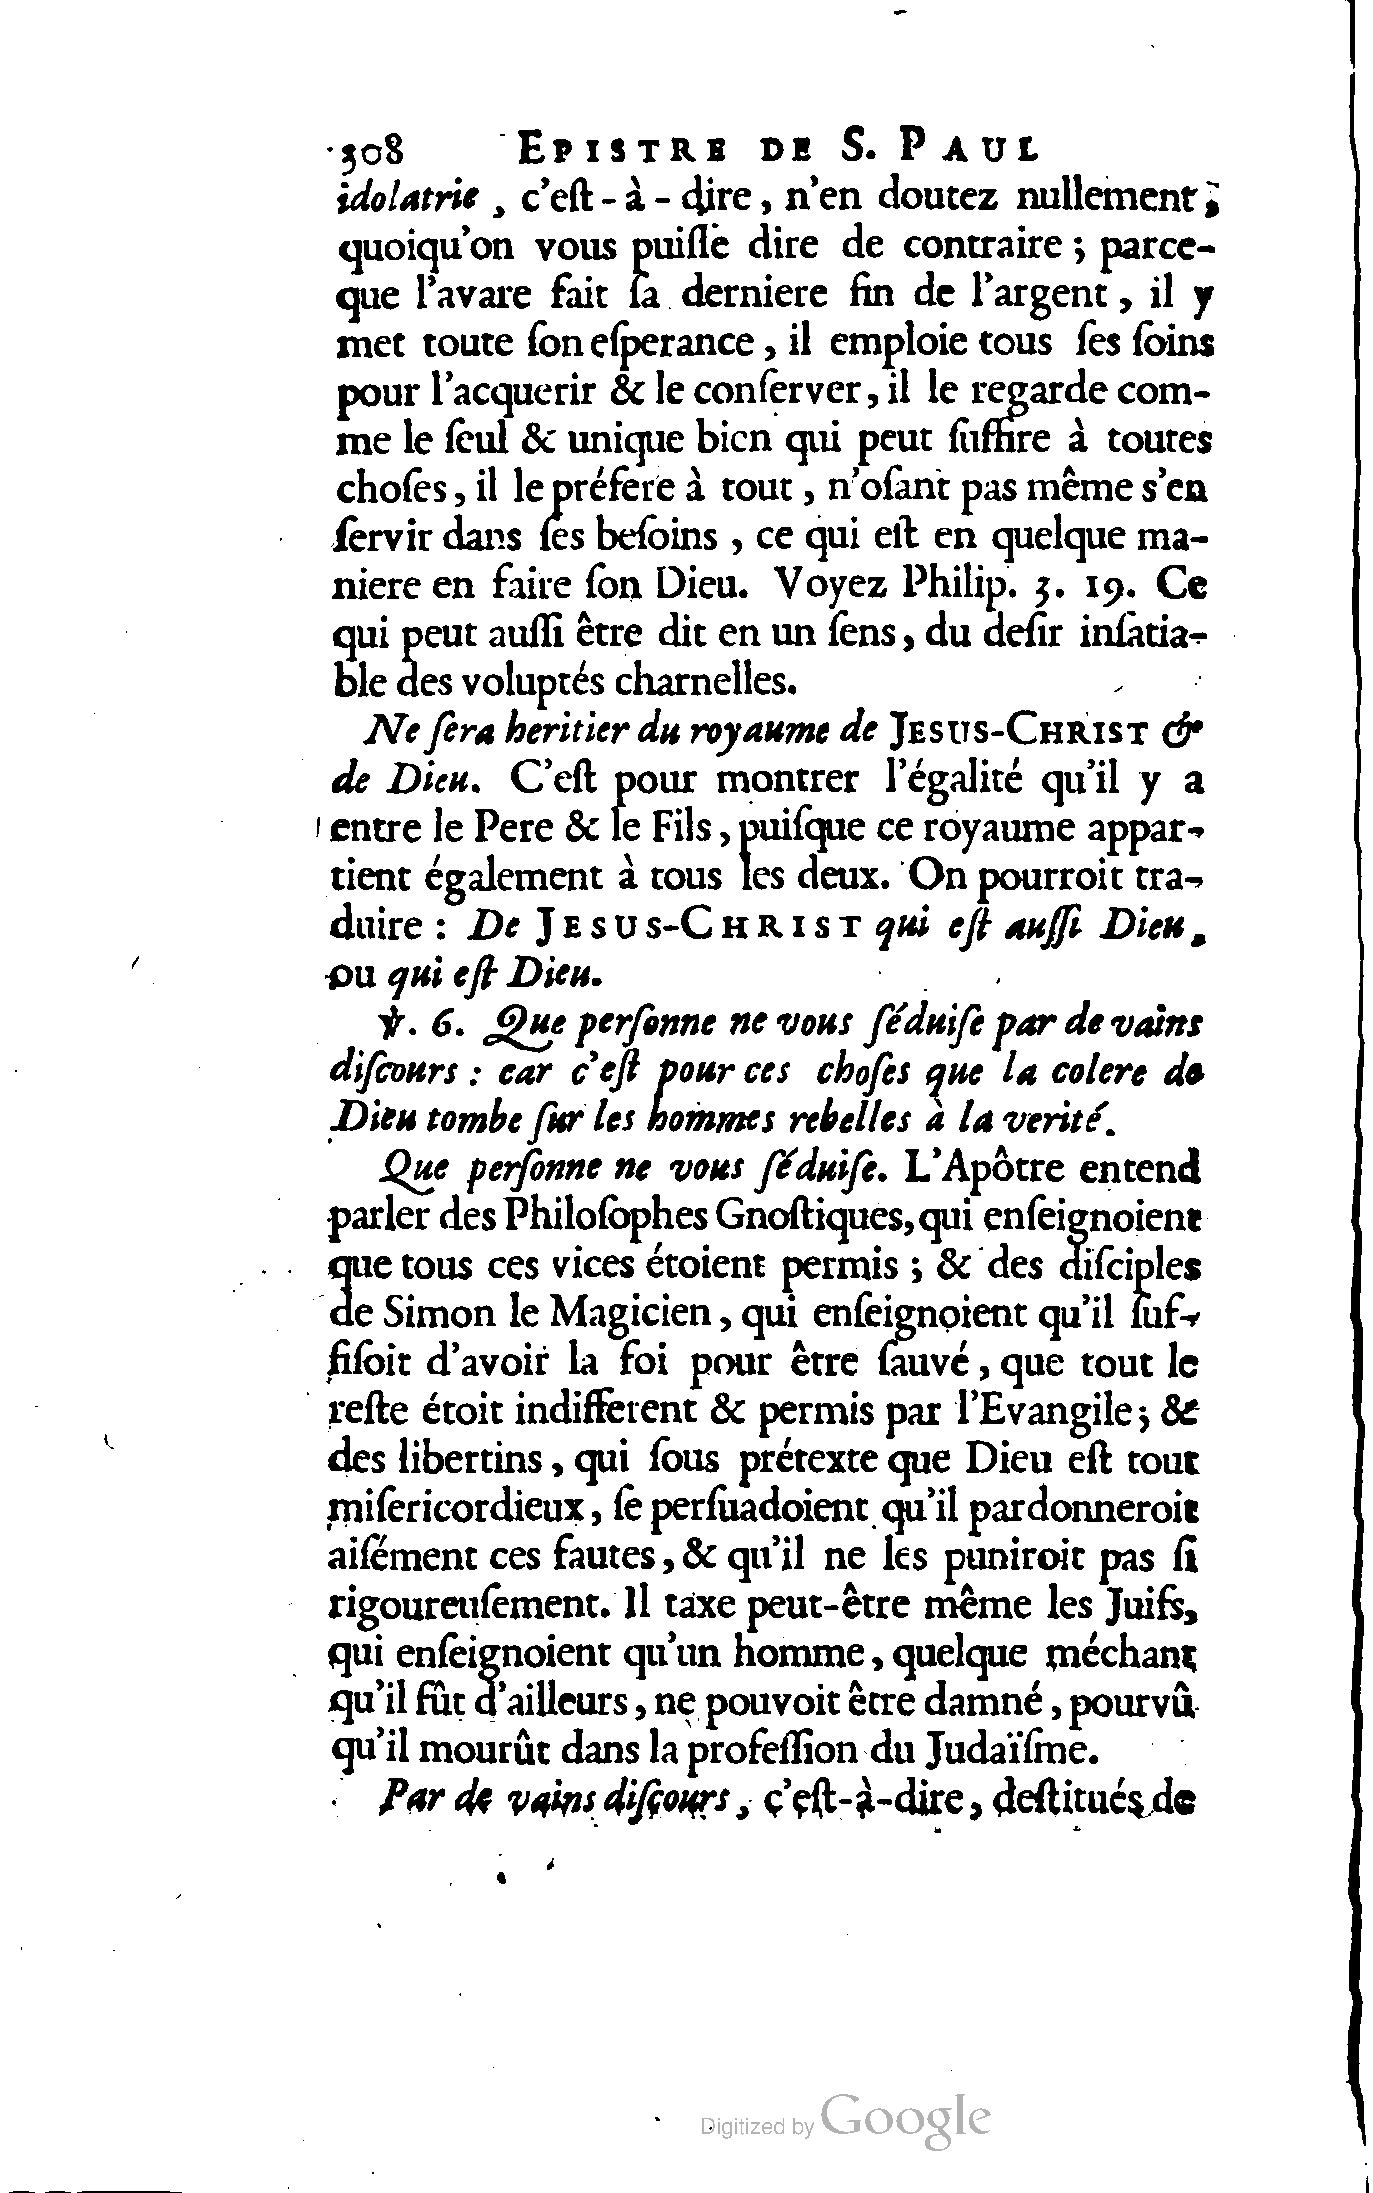 308 EPISTRE DE S. PAUL
idolatrie, c'eſt-à-dire, n'en doutez nullement;
quoiqu'on vous puiſſe dire de contraire; parce-
que l'avare fait ſa derniere fin de l'argent, il y
met toute ſon eſperance, il emploie tous ſes ſoins
pour l'acquerir & le conſerver, il le regarde com-
me le ſeul & unique bien qui peut ſuffire à toutes
choſes, il le préfere à tout, n'oſant pas même s'en
ſervir dans ſes beſoins, ce qui eſt en quelque ma-
niere en faire ſon Dieu. Voyez Philip. 3. 19. Ce
qui peut auſſi être dit en un ſens, du deſir inſatia-
ble des voluptés charnelles.
Ne ſera heritier du royaume de JESUS-CHRIST &
de Dieu. C'eſt pour montrer l'égalité qu'il y a
entre le Pere & le Fils, puiſque ce royaume appar-
tient également à tous les deux. On pourroit tra-
duire : De JESUS-CHRIST qui eſt auſſi Dieu,
ou qui eſt Dieu.
℣. 6. Que perſonne ne vous ſéduiſe par de vains
diſcours : car c'eſt pour ces choſes que la colere de
Dieu tombe ſur les hommes rebelles à la verité.
Que perſonne ne vous ſéduiſe. L'Apôtre entend
parler des Philoſophes Gnoſtiques, qui enſeignoient
que tous ces vices étoient permis; & des diſciples
de Simon le Magicien, qui enſeignoient qu'il ſuf-
fiſoit d'avoir la foi pour être ſauvé, que tout le
reſte étoit indifferent & permis par l'Evangile; &
des libertins, qui ſous prétexte que Dieu eſt tout
miſericordieux, ſe perſuadoient qu'il pardonneroit
aiſément ces fautes, & qu'il ne les puniroit pas ſi
rigoureuſement. Il taxe peut-être même les Juifs,
qui enſeignoient qu'un homme, quelque méchant
qu'il fût d'ailleurs, ne pouvoit être damné, pourvû
qu'il mourût dans la profeſſion du Judaïſme.
Par de vains diſcours, c'eſt-à-dire, deſtitués de
Digitized by Google